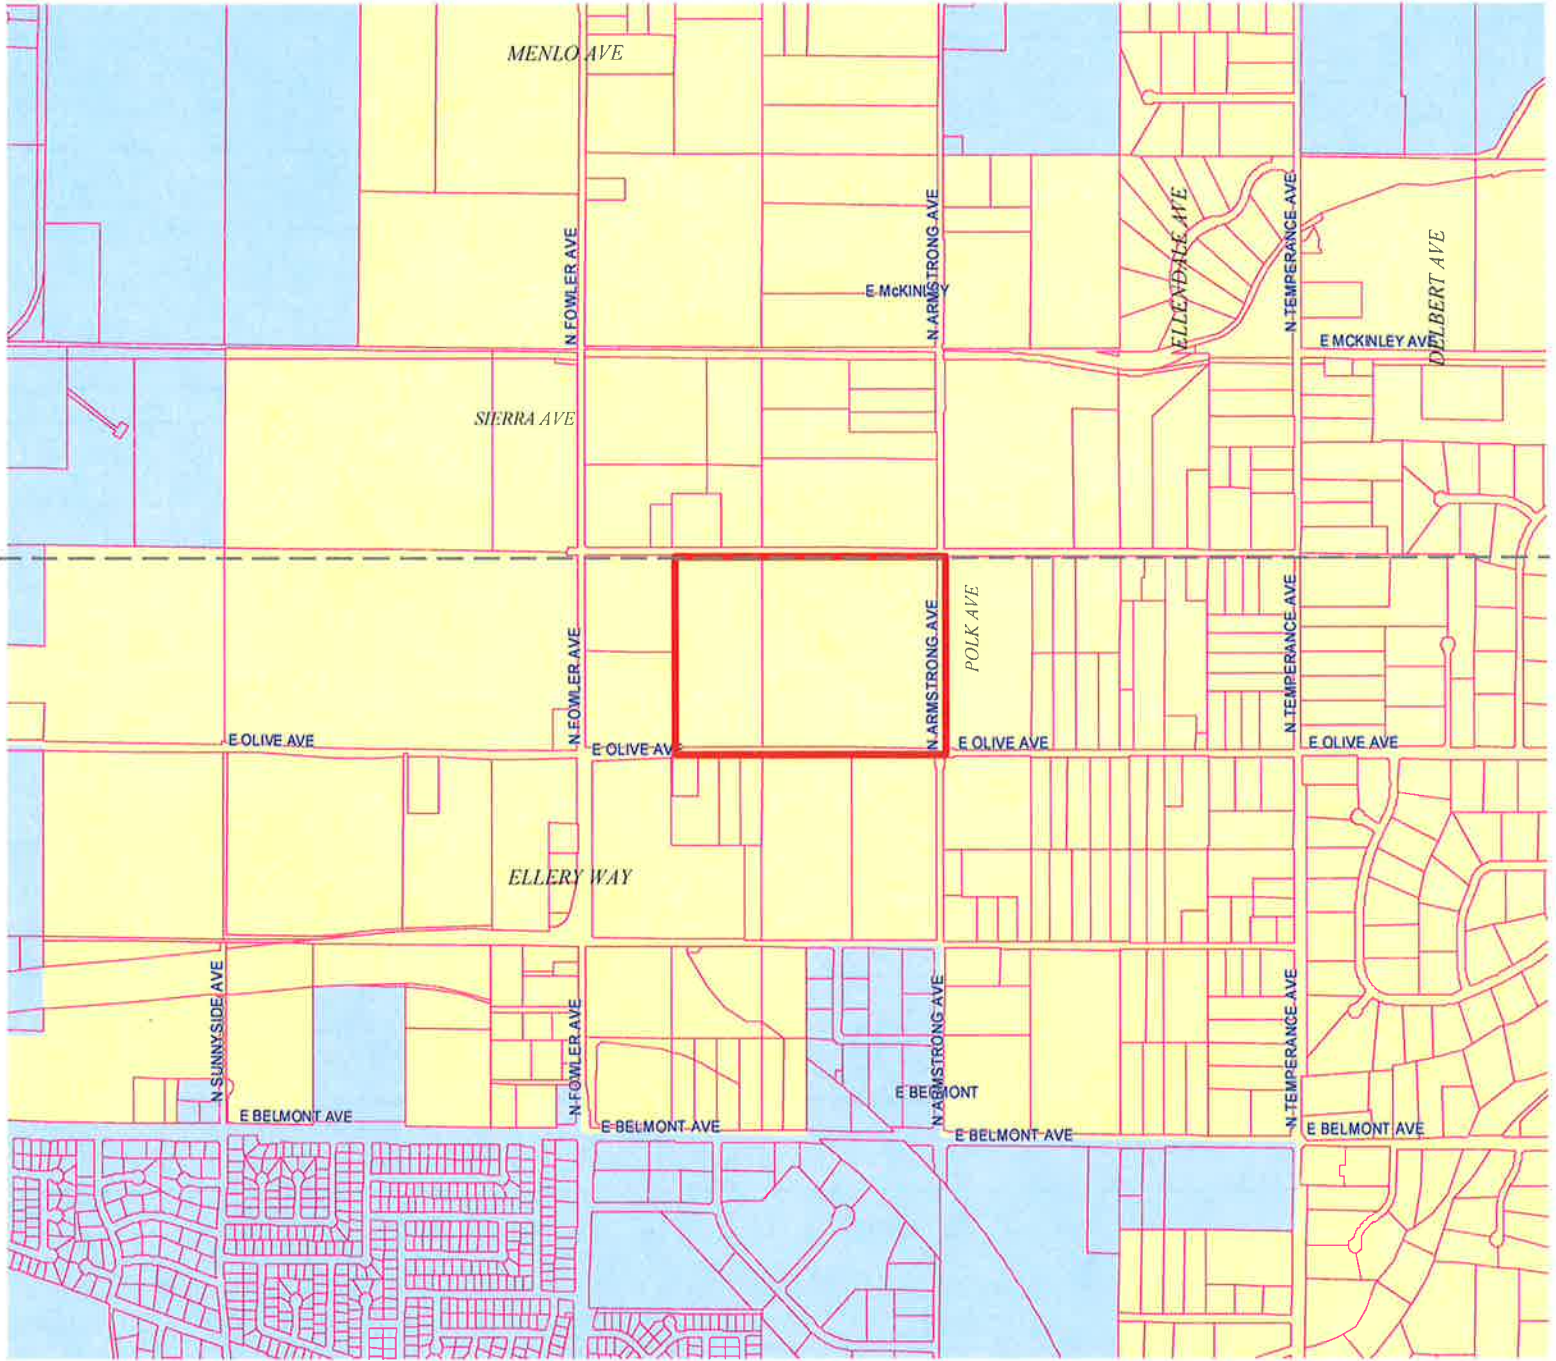 MENLO AVE
N FOWLER AVE
N ARMSTRONG AVE
ELLENDALE AVE
N TEMPERANCE AVE
DELBERT AVE
E McKINLEY
E MCKINLEY AVE
SIERRA AVE
N FOWLER AVE
N ARMSTRONG AVE
POLK AVE
N TEMPERANCE AVE
E OLIVE AVE
E OLIVE AVE
E OLIVE AVE
E OLIVE AVE
ELLERY WAY
N SUNNYSIDE AVE
N FOWLER AVE
N ARMSTRONG AVE
N TEMPERANCE AVE
E BELMONT
E BELMONT AVE
E BELMONT AVE
E BELMONT AVE
E BELMONT AVE